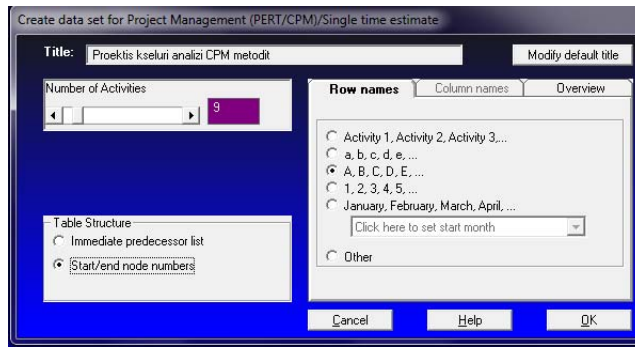 Create data set for Project Management (PERT/CPM)/Single time estimate
Title: Proektis kseluri analizi CPM metodit
Modify default title
Number of Activities
9
Row names
Column names
Overview
Activity 1, Activity 2, Activity 3,...
a, b, c, d, e, ...
A, B, C, D, E, ...
1, 2, 3, 4, 5, ...
January, February, March, April, ...
Click here to set start month
Other
Table Structure
Immediate predecessor list
Start/end node numbers
Cancel
Help
OK